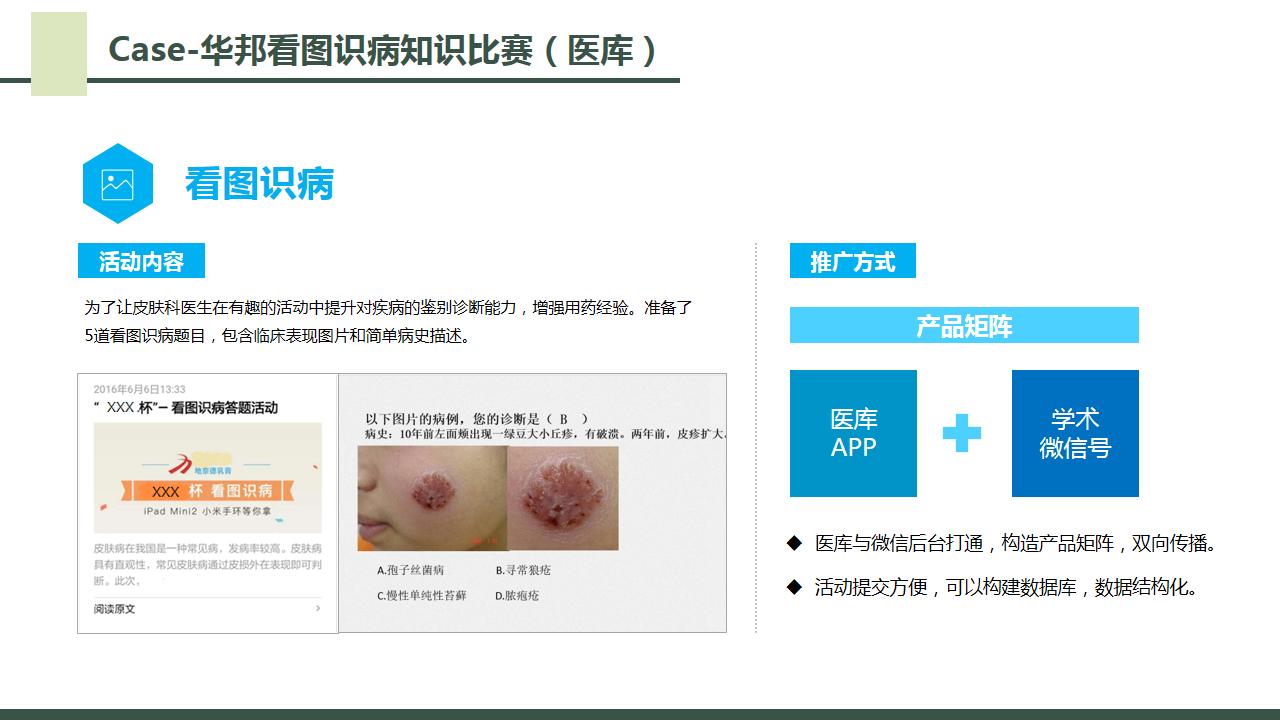 Case-华邦看图识病知识比赛（医库）
看图识病
活动内容
为了让皮肤科医生在有趣的活动中提升对疾病的鉴别诊断能力，增强用药经验。准备了
5道看图识病题目，包含临床表现图片和简单病史描述。
2016年6月6日13:33
“ XXX .杯”— 看图识病答题活动
地奈德乳膏
XXX 杯 看图识病
iPad Mini2 小米手环等你拿
皮肤病在我国是一种常见病，发病率较高。皮肤病
具有直观性，常见皮肤病通过皮损外在表现即可判
断。此次，
阅读原文
以下图片的病例，您的诊断是（ B ）
病史：10年前左面颊出现一绿豆大小丘疹，有破溃。两年前，皮疹扩大。
A.孢子丝菌病 B.寻常狼疮
C.慢性单纯性苔藓 D.脓疱疮
推广方式
产品矩阵
医库
APP
学术
微信号
医库与微信后台打通，构造产品矩阵，双向传播。
活动提交方便，可以构建数据库，数据结构化。